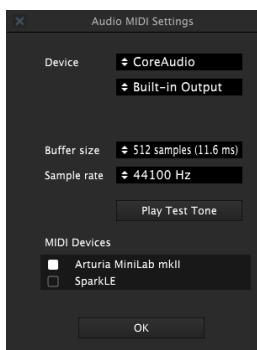 Audio MIDI Settings
Device
CoreAudio
Built-in Output
Buffer size
512 samples (11.6 ms)
Sample rate
44100 Hz
Play Test Tone
MIDI Devices
Arturia MiniLab mkII
SparkLE
OK